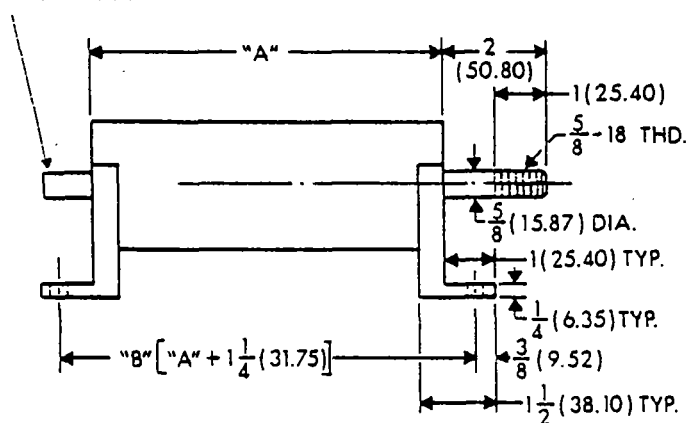 "A"
2
(50.80)
1(25.40)
5/8-18 THD.
5/8 (15.87) DIA.
1(25.40) TYP.
1/4 (6.35) TYP.
"B" ["A" + 1 1/4 (31.75)]
3/8 (9.52)
1 1/2 (38.10) TYP.